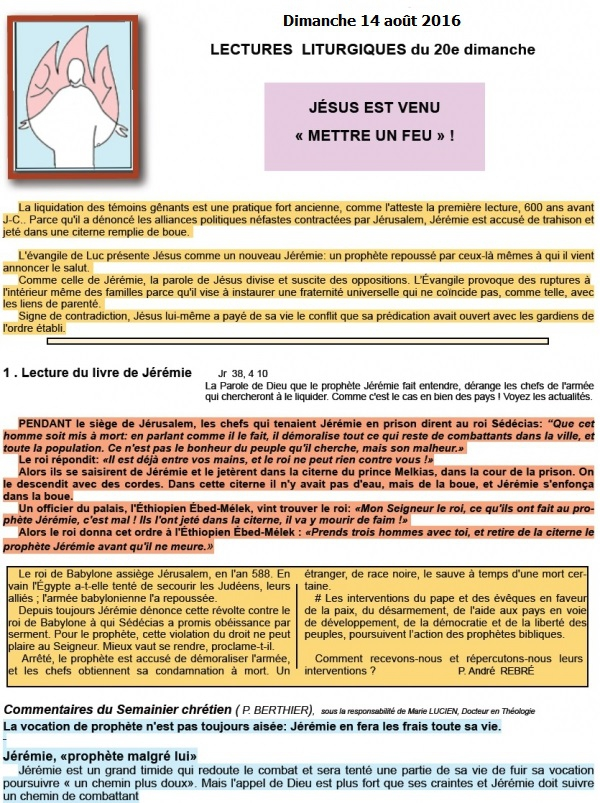 Dimanche 14 août 2016
LECTURES LITURGIQUES du 20e dimanche
JÉSUS EST VENU
« METTRE UN FEU » !
La liquidation des témoins gênants est une pratique fort ancienne, comme l'atteste la première lecture, 600 ans avant
J-C.. Parce qu'il a dénoncé les alliances politiques néfastes contractées par Jérusalem, Jérémie est accusé de trahison et
jeté dans une citerne remplie de boue.
L'évangile de Luc présente Jésus comme un nouveau Jérémie: un prophète repoussé par ceux-là mêmes à qui il vient
annoncer le salut.
Comme celle de Jérémie, la parole de Jésus divise et suscite des oppositions. L'Évangile provoque des ruptures à
l'intérieur même des familles parce qu'il vise à instaurer une fraternité universelle qui ne coïncide pas, comme telle, avec
les liens de parenté.
Signe de contradiction, Jésus lui-même a payé de sa vie le conflit que sa prédication avait ouvert avec les gardiens de
l'ordre établi.
1 . Lecture du livre de Jérémie Jr 38, 4 10
La Parole de Dieu que le prophète Jérémie fait entendre, dérange les chefs de l'armée
qui chercheront à le liquider. Comme c'est le cas en bien des pays ! Voyez les actualités.
PENDANT le siège de Jérusalem, les chefs qui tenaient Jérémie en prison dirent au roi Sédécias: "Que cet
homme soit mis à mort: en parlant comme il le fait, il démoralise tout ce qui reste de combattants dans la ville, et
toute la population. Ce n'est pas le bonheur du peuple qu'il cherche, mais son malheur.»
Le roi répondit: «Il est déjà entre vos mains, et le roi ne peut rien contre vous !»
Alors ils se saisirent de Jérémie et le jetèrent dans la citerne du prince Melkias, dans la cour de la prison. On
le descendit avec des cordes. Dans cette citerne il n'y avait pas d'eau, mais de la boue, et Jérémie s'enfonça
dans la boue.
Un officier du palais, l'Éthiopien Ébed-Mélek, vint trouver le roi: «Mon Seigneur le roi, ce qu'ils ont fait au pro-
phète Jérémie, c'est mal ! Ils l'ont jeté dans la citerne, il va y mourir de faim !»
Alors le roi donna cet ordre à l'Éthiopien Ébed-Mélek : «Prends trois hommes avec toi, et retire de la citerne le
prophète Jérémie avant qu'il ne meure.»
Le roi de Babylone assiège Jérusalem, en l'an 588. En
vain l'Égypte a-t-elle tenté de secourir les Judéens, leurs
alliés ; l'armée babylonienne l'a repoussée.
Depuis toujours Jérémie dénonce cette révolte contre le
roi de Babylone à qui Sédécias a promis obéissance par
serment. Pour le prophète, cette violation du droit ne peut
plaire au Seigneur. Mieux vaut se rendre, proclame-t-il.
Arrêté, le prophète est accusé de démoraliser l'armée,
et les chefs obtiennent sa condamnation à mort. Un
étranger, de race noire, le sauve à temps d'une mort cer-
taine.
# Les interventions du pape et des évêques en faveur
de la paix, du désarmement, de l'aide aux pays en voie
de développement, de la démocratie et de la liberté des
peuples, poursuivent l'action des prophètes bibliques.
Comment recevons-nous et répercutons-nous leurs
interventions ? P. André REBRÉ
Commentaires du Semainier chrétien ( P. BERTHIER), sous la responsabilité de Marie LUCIEN, Docteur en Théologie
La vocation de prophète n'est pas toujours aisée: Jérémie en fera les frais toute sa vie.
Jérémie, «prophète malgré lui»
Jérémie est un grand timide qui redoute le combat et sera tenté une partie de sa vie de fuir sa vocation
poursuivre « un chemin plus doux». Mais l'appel de Dieu est plus fort que ses craintes et Jérémie doit suivre
un chemin de combattant